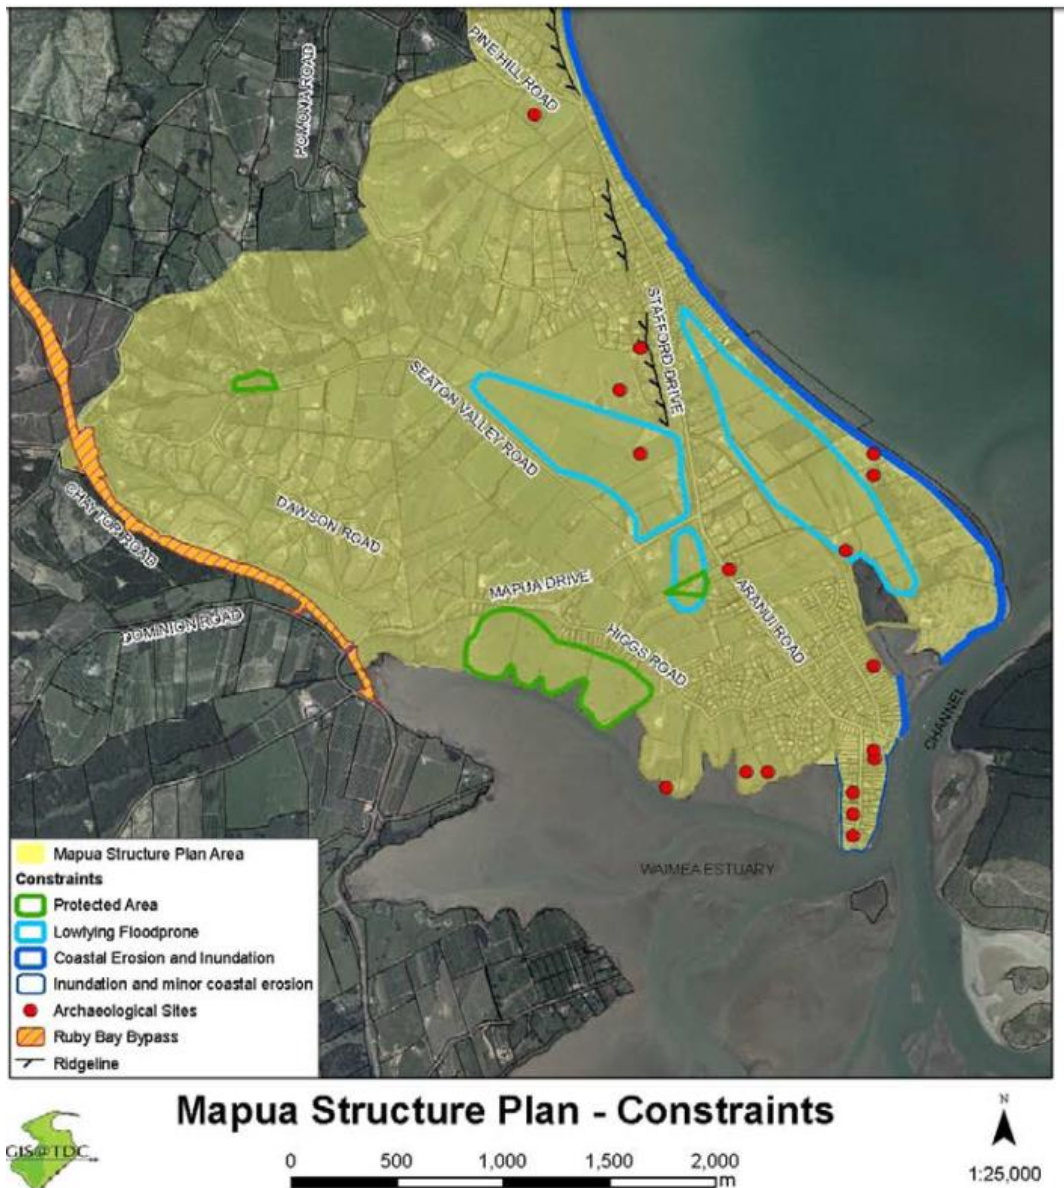 PINE HILL ROAD
POMONA ROAD
STAFFORD DRIVE
SEATON VALLEY ROAD
CHAYTOR ROAD
DAWSON ROAD
MAPUA DRIVE
ARANUI ROAD
DOMINION ROAD
HIGGS ROAD
CHANNEL
WAIMEA ESTUARY
Mapua Structure Plan Area
Constraints
Protected Area
Lowlying Floodprone
Coastal Erosion and Inundation
Inundation and minor coastal erosion
Archaeological Sites
Ruby Bay Bypass
Ridgeline
Mapua Structure Plan - Constraints
N
GIS@TDC
0 500 1,000 1,500 2,000
m
1:25,000